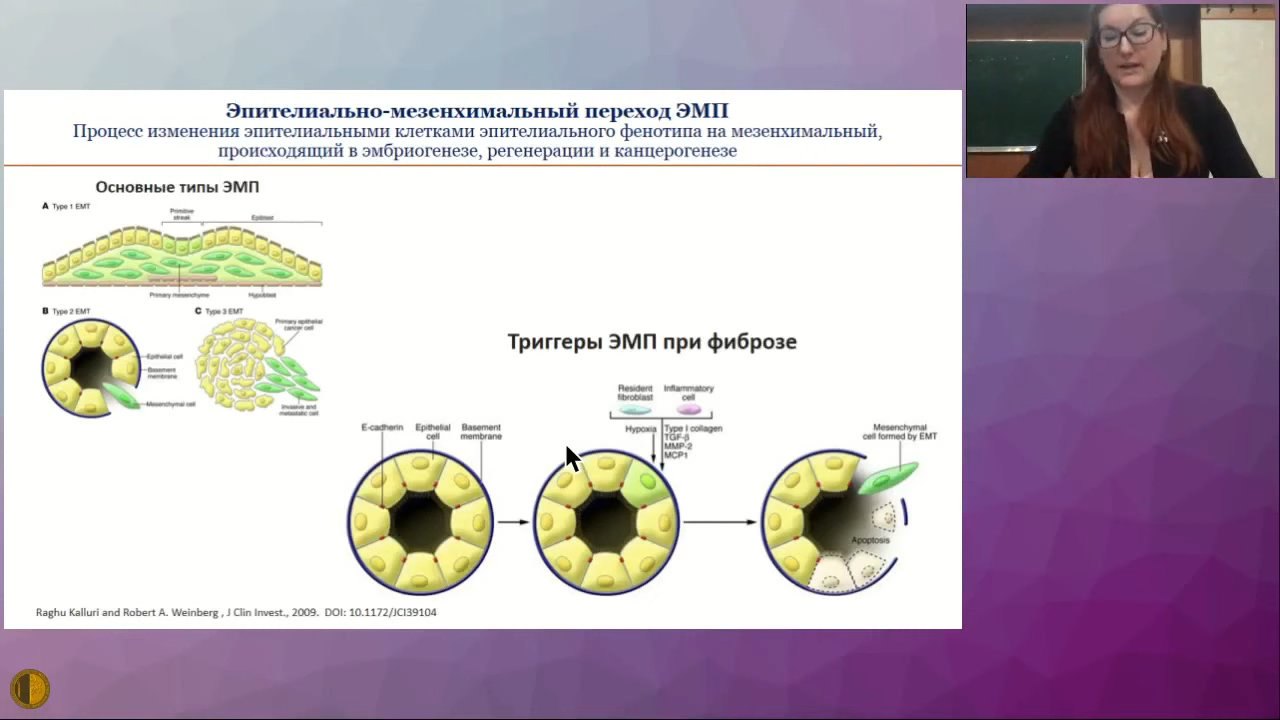 Эпителиально-мезенхимальный переход ЭМП
Процесс изменения эпителиальными клетками эпителиального фенотипа на мезенхимальный,
происходящий в эмбриогенезе, регенерации и канцерогенезе
Основные типы ЭМП
A Type 1 EMT
Primitive
streak
Epiblast
Primary mesenchyme
Hypoblast
B Type 2 EMT
Epithelial cell
Basement
membrane
Mesenchymal cell
C Type 3 EMT
Primary epithelial
cancer cell
Invasive and
metastatic cell
Триггеры ЭМП при фиброзе
E-cadherin
Epithelial
cell
Basement
membrane
Resident
fibroblast
Inflammatory
cell
Hypoxia
Type I collagen
TGF-β
MMP-2
MCP1
Mesenchymal
cell formed by EMT
Apoptosis
Raghu Kalluri and Robert A. Weinberg , J Clin Invest., 2009. DOI: 10.1172/JCI39104